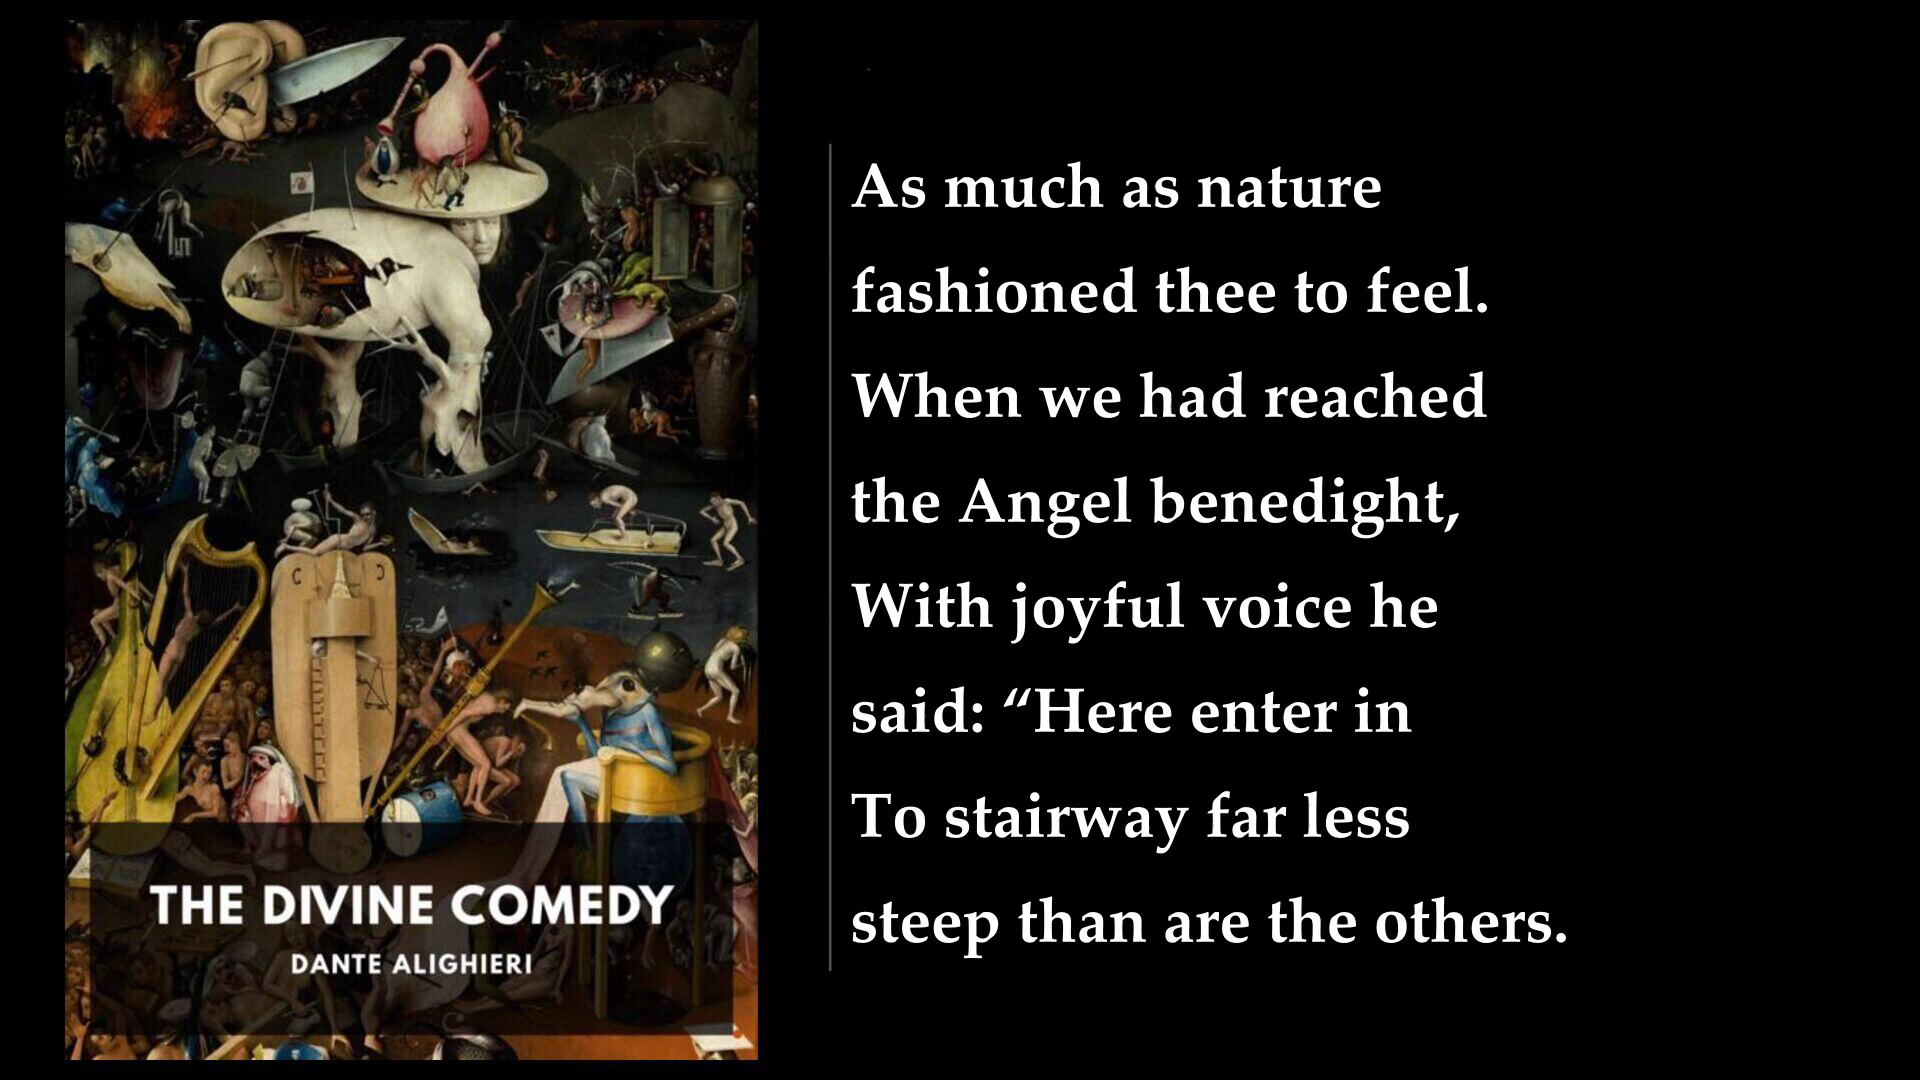 THE DIVINE COMEDY
DANTE ALIGHIERI
As much as nature
fashioned thee to feel.
When we had reached
the Angel benedight,
With joyful voice he
said: “Here enter in
To stairway far less
steep than are the others.